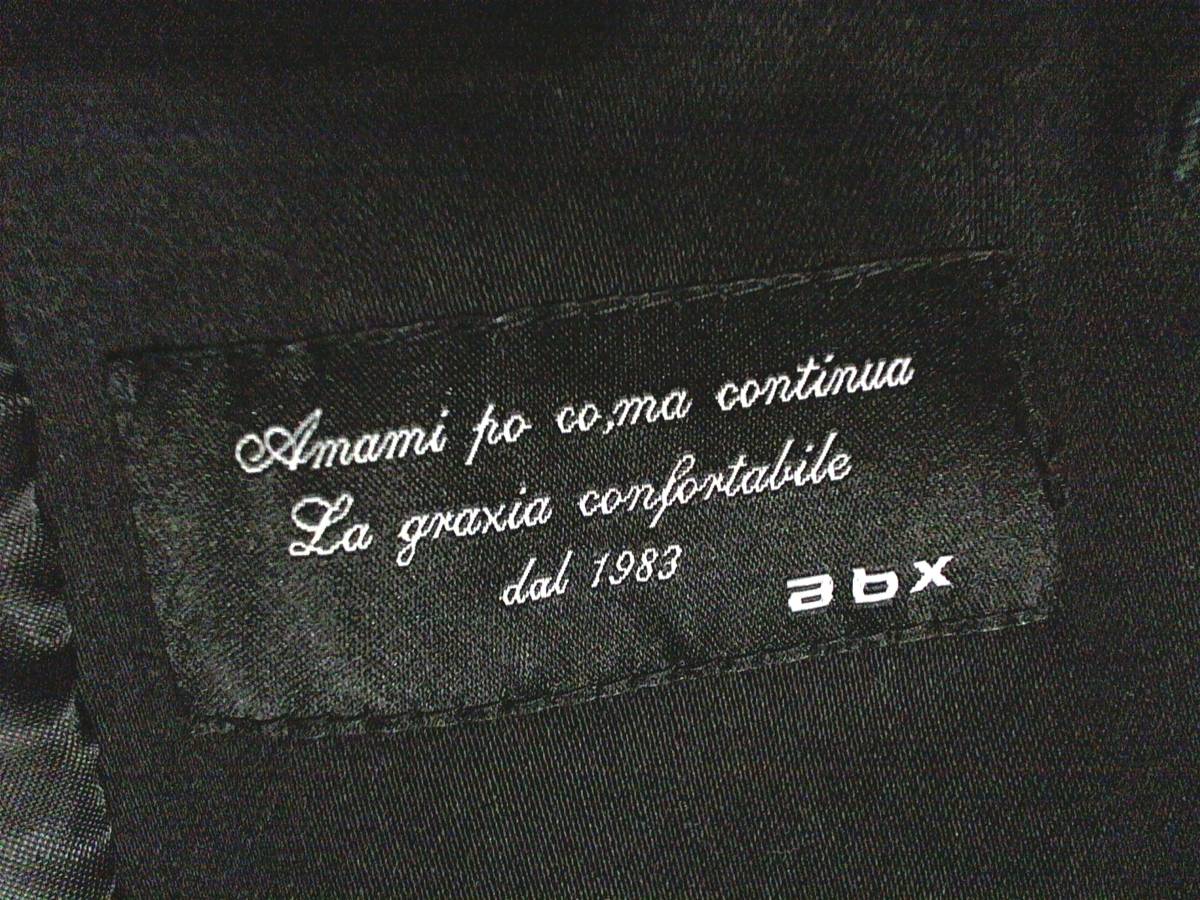 Amami po co,ma continua
La graxia confortabile
dal 1983
abx